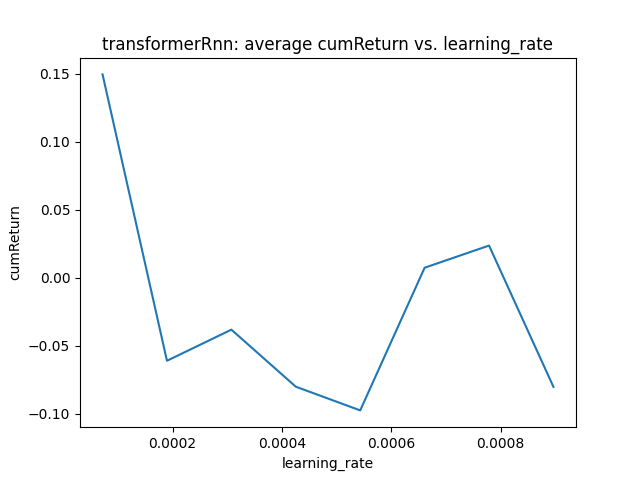 transformerRnn: average cumReturn vs. learning_rate
0.15
0.10
0.05
0.00
−0.05
−0.10
cumReturn
0.0002 0.0004 0.0006 0.0008
learning_rate